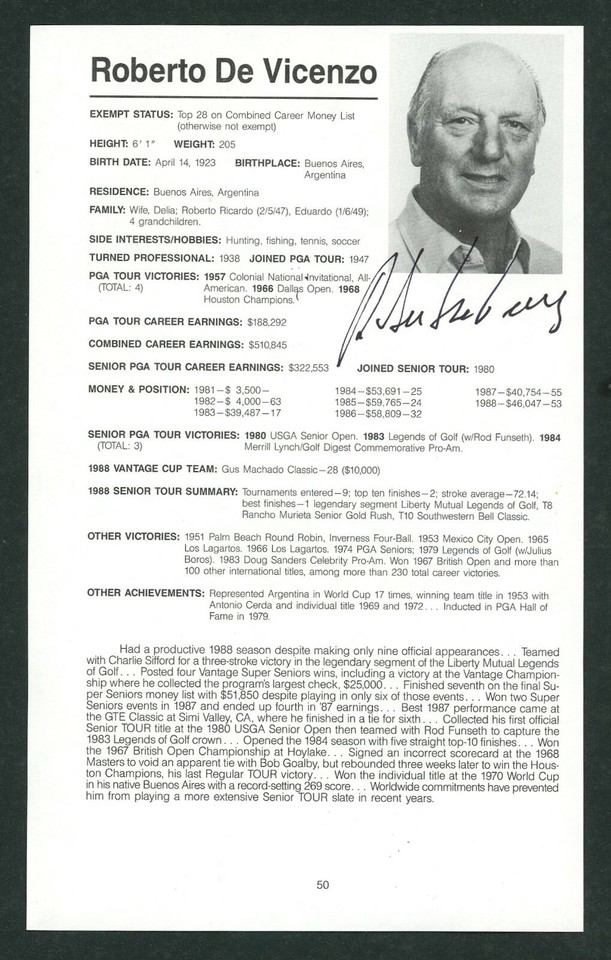 Roberto De Vicenzo
EXEMPT STATUS: Top 28 on Combined Career Money List
(otherwise not exempt)
HEIGHT: 6' 1" WEIGHT: 205
BIRTH DATE: April 14, 1923 BIRTHPLACE: Buenos Aires,
Argentina
RESIDENCE: Buenos Aires, Argentina
FAMILY: Wife, Delia; Roberto Ricardo (2/5/47), Eduardo (1/6/49);
4 grandchildren.
SIDE INTERESTS/HOBBIES: Hunting, fishing, tennis, soccer
TURNED PROFESSIONAL: 1938 JOINED PGA TOUR: 1947
PGA TOUR VICTORIES: 1957 Colonial National Invitational, All-
(TOTAL: 4) American. 1966 Dallas Open. 1968
Houston Champions.
PGA TOUR CAREER EARNINGS: $188,292
COMBINED CAREER EARNINGS: $510,845
SENIOR PGA TOUR CAREER EARNINGS: $322,553 JOINED SENIOR TOUR: 1980
MONEY & POSITION: 1981–$ 3,500– 1984–$53,691–25 1987–$40,754–55
1982–$ 4,000–63 1985–$59,765–24 1988–$46,047–53
1983–$39,487–17 1986–$58,809–32
SENIOR PGA TOUR VICTORIES: 1980 USGA Senior Open. 1983 Legends of Golf (w/Rod Funseth). 1984
(TOTAL: 3) Merrill Lynch/Golf Digest Commemorative Pro-Am.
1988 VANTAGE CUP TEAM: Gus Machado Classic–28 ($10,000)
1988 SENIOR TOUR SUMMARY: Tournaments entered–9; top ten finishes–2; stroke average–72.14;
best finishes–1 legendary segment Liberty Mutual Legends of Golf, T8
Rancho Murieta Senior Gold Rush, T10 Southwestern Bell Classic.
OTHER VICTORIES: 1951 Palm Beach Round Robin, Inverness Four-Ball. 1953 Mexico City Open. 1965
Los Lagartos. 1966 Los Lagartos. 1974 PGA Seniors; 1979 Legends of Golf (w/Julius
Boros). 1983 Doug Sanders Celebrity Pro-Am. Won 1967 British Open and more than
100 other international titles, among more than 230 total career victories.
OTHER ACHIEVEMENTS: Represented Argentina in World Cup 17 times, winning team title in 1953 with
Antonio Cerda and individual title 1969 and 1972. . . Inducted in PGA Hall of
Fame in 1979.
Had a productive 1988 season despite making only nine official appearances. . . Teamed
with Charlie Sifford for a three-stroke victory in the legendary segment of the Liberty Mutual Legends
of Golf. . . Posted four Vantage Super Seniors wins, including a victory at the Vantage Champion-
ship where he collected the program's largest check, $25,000. . . Finished seventh on the final Su-
per Seniors money list with $51,850 despite playing in only six of those events. . . Won two Super
Seniors events in 1987 and ended up fourth in '87 earnings. . . Best 1987 performance came at
the GTE Classic at Simi Valley, CA, where he finished in a tie for sixth. . . Collected his first official
Senior TOUR title at the 1980 USGA Senior Open then teamed with Rod Funseth to capture the
1983 Legends of Golf crown. . . Opened the 1984 season with five straight top-10 finishes. . . Won
the 1967 British Open Championship at Hoylake. . . Signed an incorrect scorecard at the 1968
Masters to void an apparent tie with Bob Goalby, but rebounded three weeks later to win the Hous-
ton Champions, his last Regular TOUR victory. . . Won the individual title at the 1970 World Cup
in his native Buenos Aires with a record-setting 269 score. . . Worldwide commitments have prevented
him from playing a more extensive Senior TOUR slate in recent years.
50